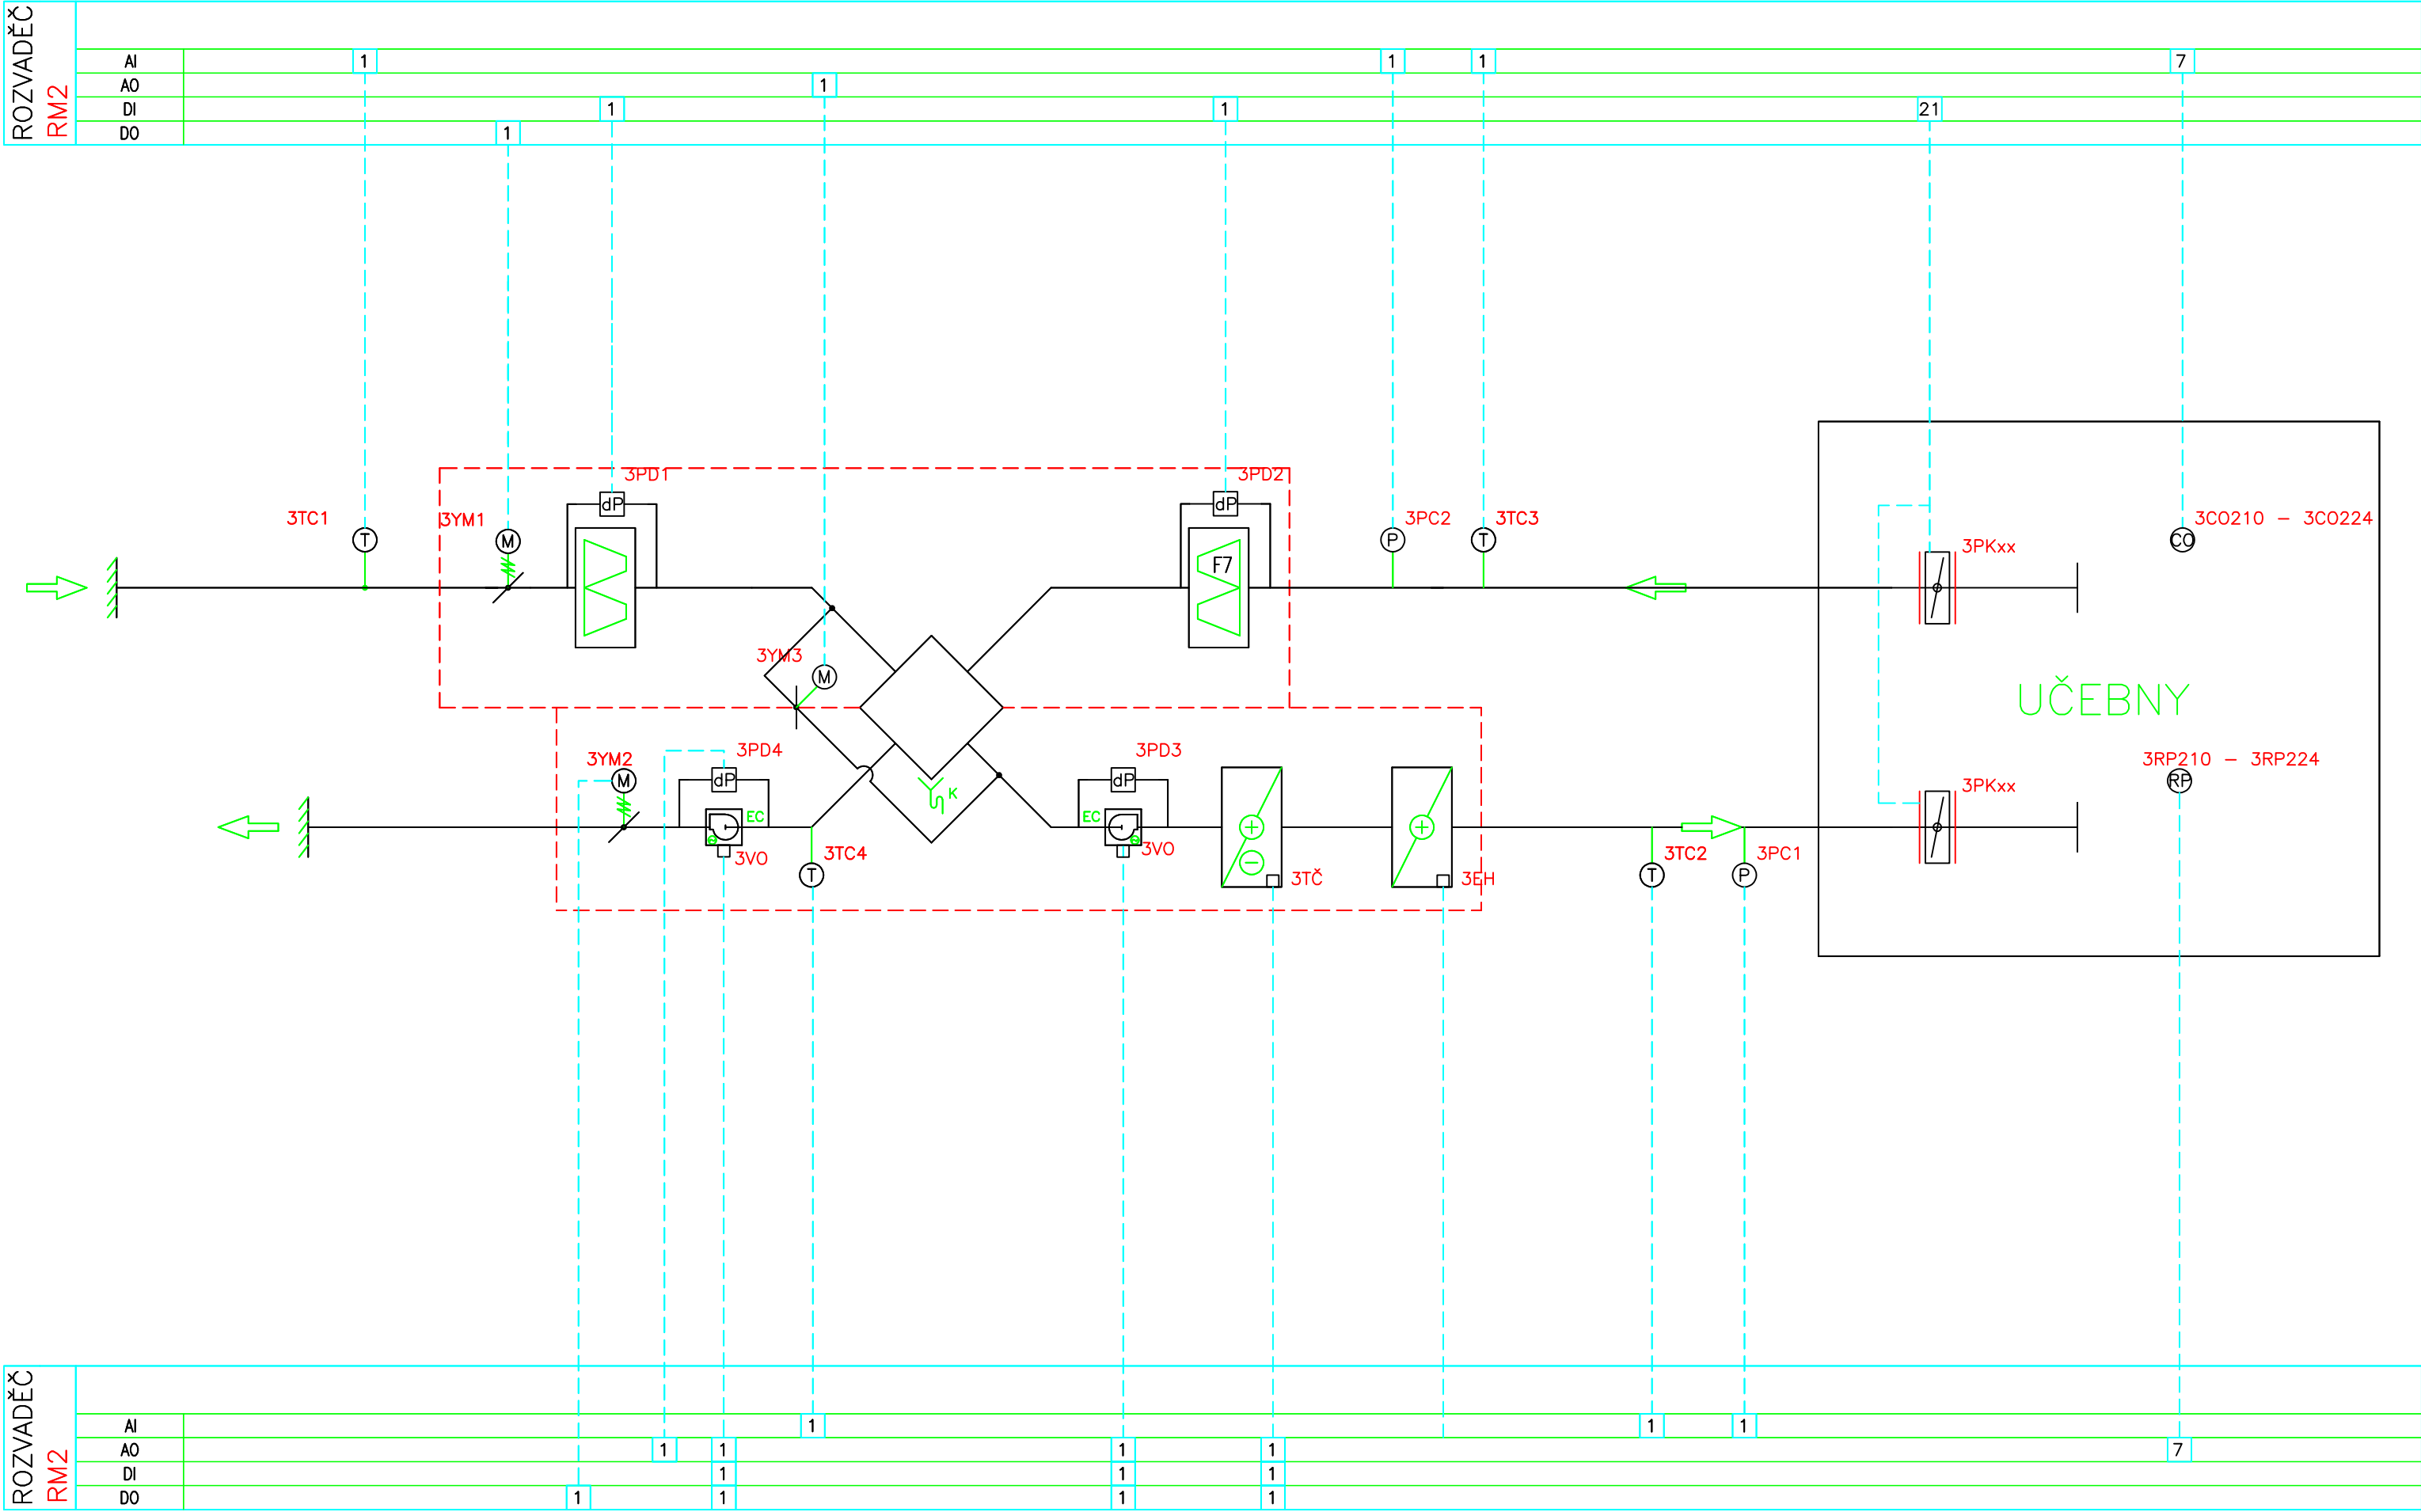 ROZVADĚČ
RM2
AI 1 1 1 7
AO 1
DI 1 1 21
DO 1
3PD1 3PD2
dP dP
3TC1 3YM1 3PC2 3TC3 3CO210 - 3CO224
T M P T CO
3PKxx
F7
3YM3
M
UČEBNY
3YM2 3PD4 3PD3 3RP210 - 3RP224
M dP dP RP
K 3PKxx
EC EC
3VO 3TC4 3VO 3TC2 3PC1
T T P
3TČ 3EH
ROZVADĚČ
RM2
AI 1 1 1
AO 1 1 1 1 7
DI 1 1 1
DO 1 1 1 1